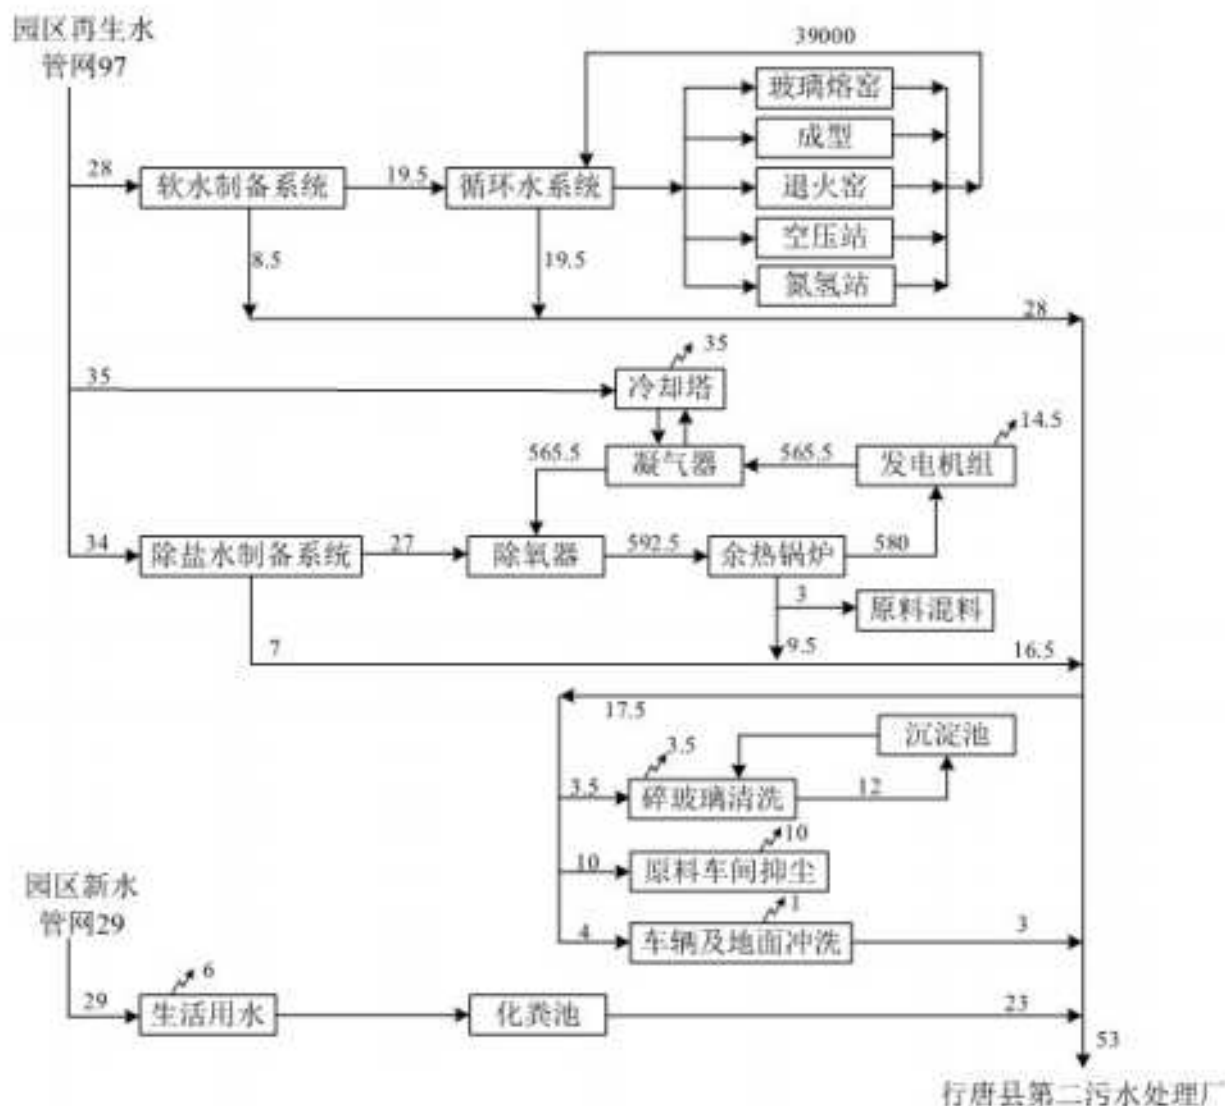 园区再生水
管网97
39000
玻璃熔窑
成型
28
软水制备系统
19.5
循环水系统
退火窑
空压站
8.5
19.5
氮氢站
28
35
35
冷却塔
14.5
565.5
凝气器
565.5
发电机组
34
除盐水制备系统
27
除氧器
592.5
余热锅炉
580
3
原料混料
7
9.5
16.5
17.5
沉淀池
3.5
3.5
碎玻璃清洗
12
10
10
原料车间抑尘
园区新水
管网29
1
4
车辆及地面冲洗
3
6
29
生活用水
化粪池
23
53
行唐县第二污水处理厂